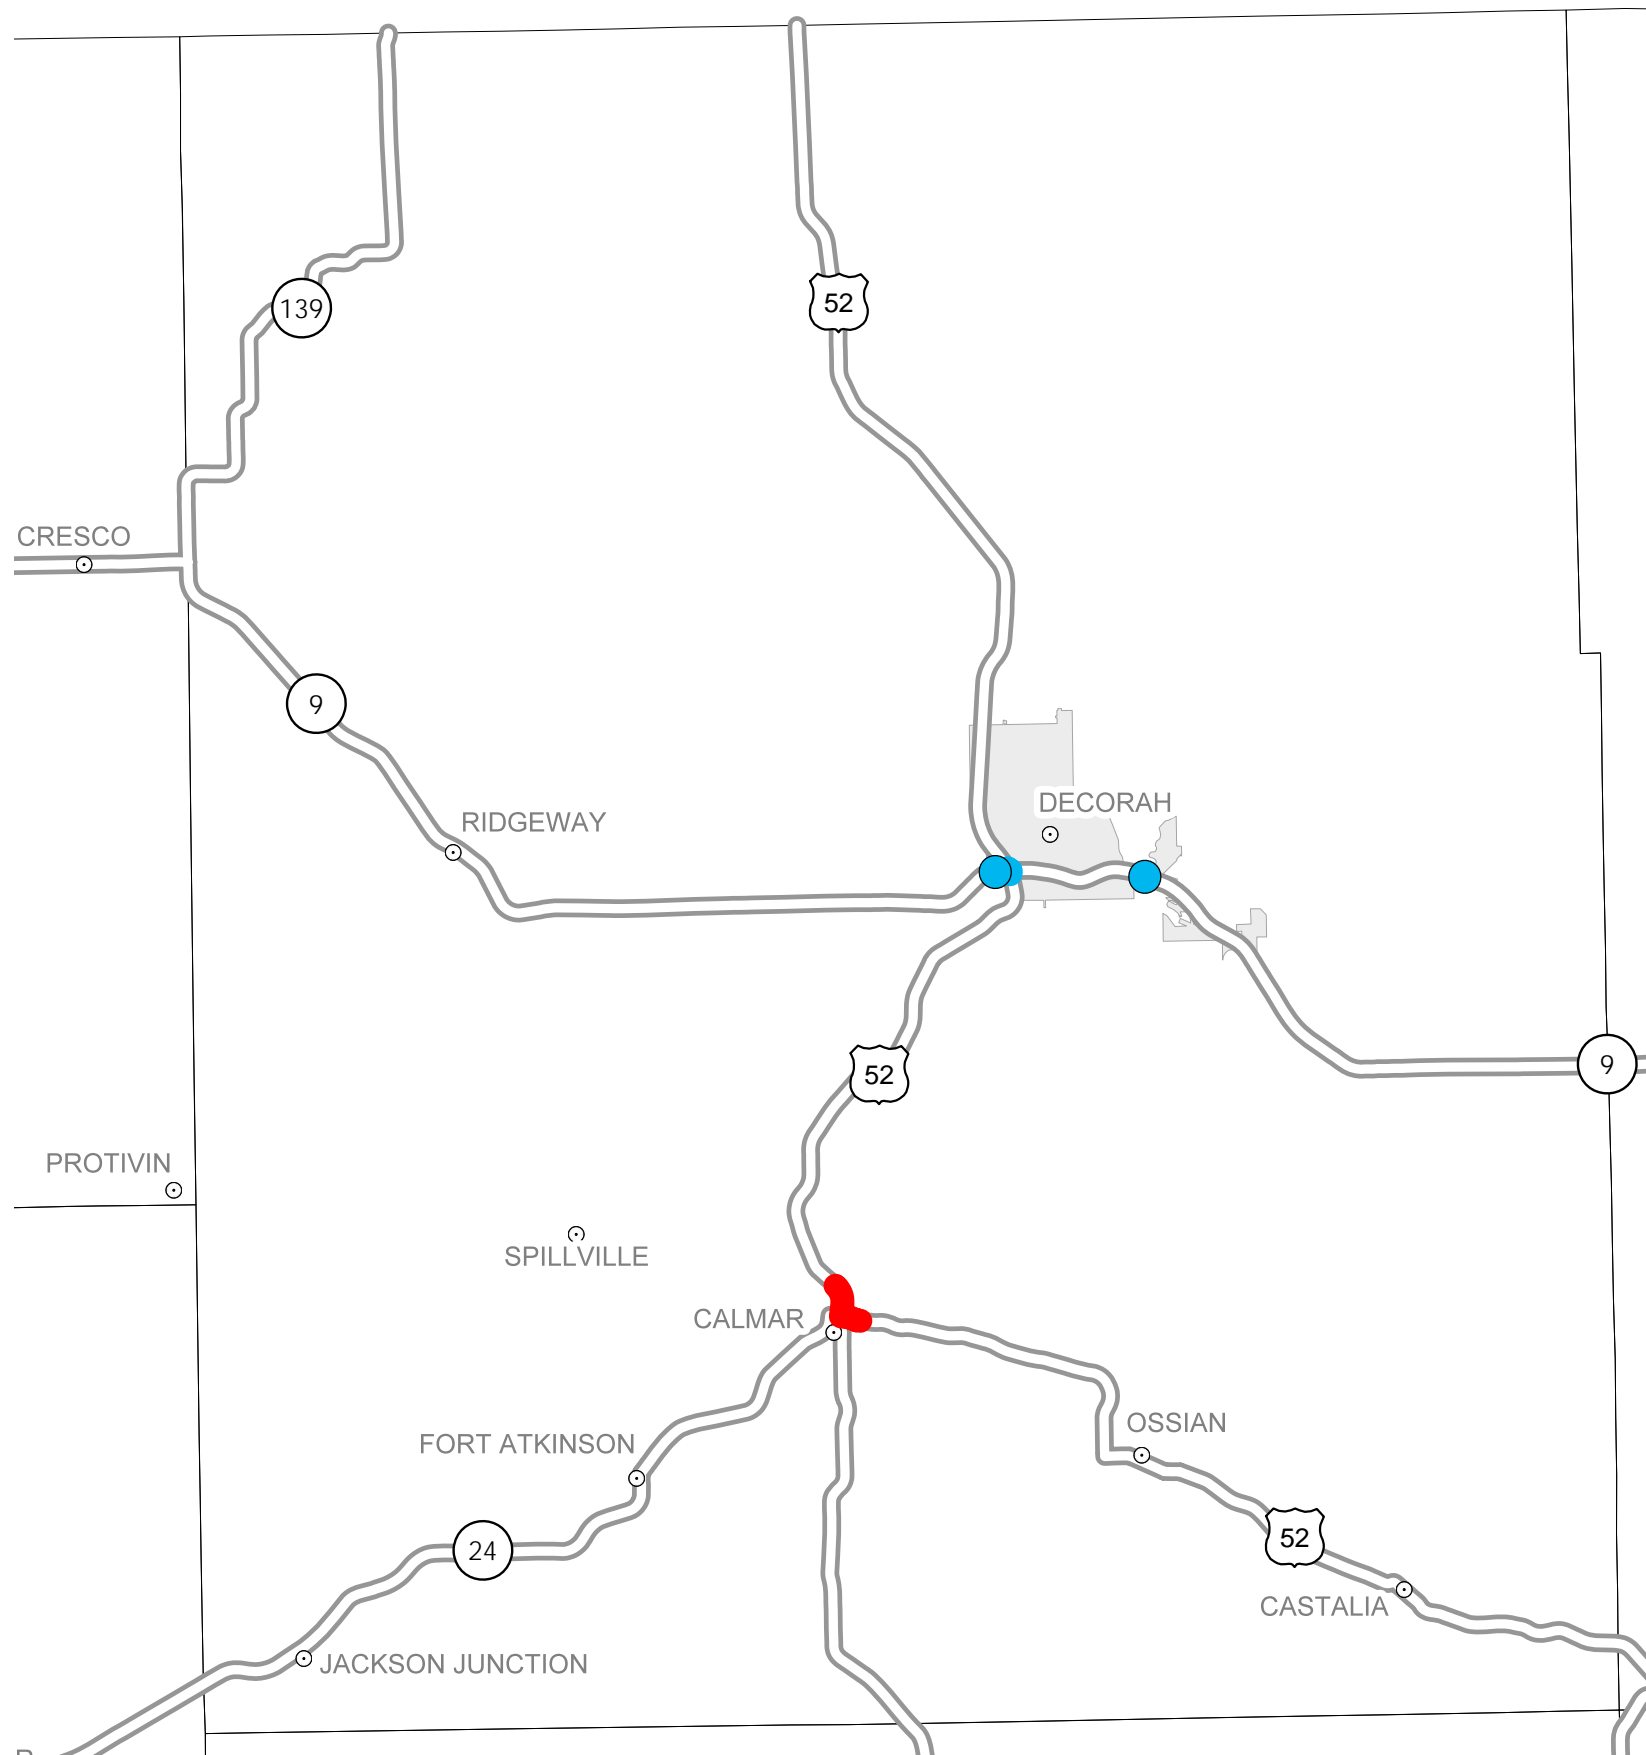 139
52
CRESCO
9
DECORAH
RIDGEWAY
9
52
PROTIVIN
SPILLVILLE
CALMAR
OSSIAN
FORT ATKINSON
52
24
CASTALIA
JACKSON JUNCTION